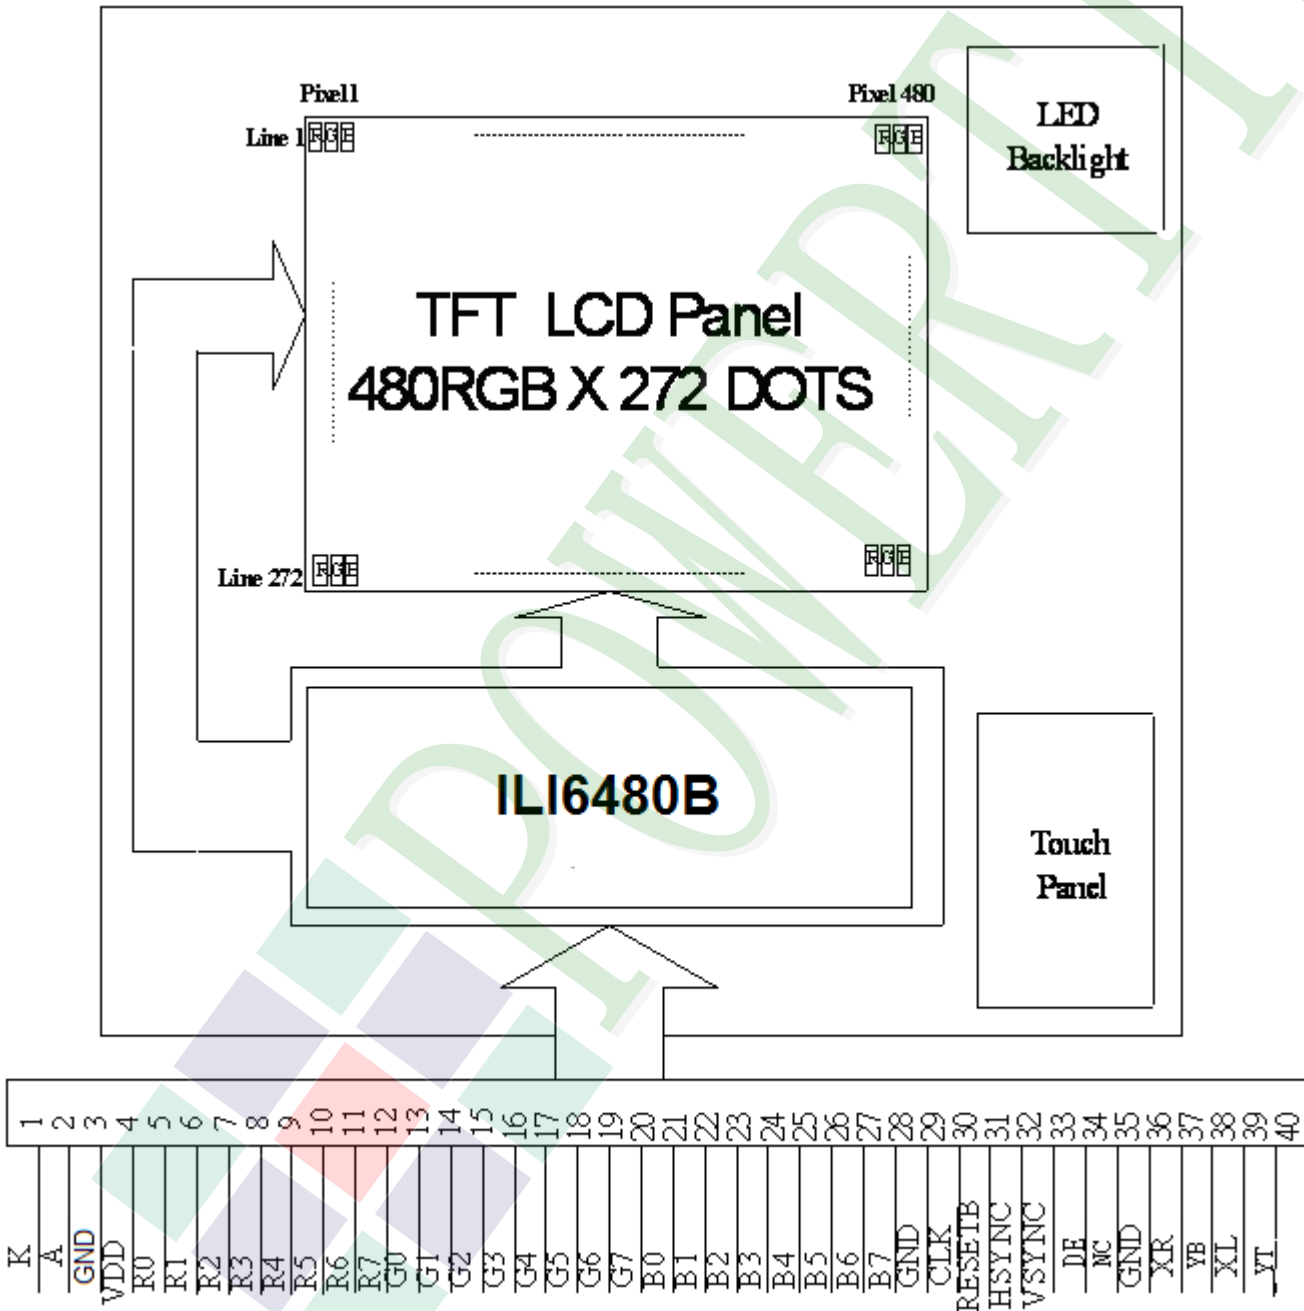 Pixel1
Pixel 480
Line 1
RGB
RGB
LED
Backlight
TFT LCD Panel
480RGB X 272 DOTS
Line 272
RGB
RGB
ILI6480B
Touch
Panel
1 2 3 4 5 6 7 8 9 10 11 12 13 14 15 16 17 18 19 20 21 22 23 24 25 26 27 28 29 30 31 32 33 34 35 36 37 38 39 40
K A GND VDD R0 R1 R2 R3 R4 R5 R6 R7 G0 G1 G2 G3 G4 G5 G6 G7 B0 B1 B2 B3 B4 B5 B6 B7 GND CLK RESETB HSYNC VSYNC DE NC GND XR YB XL YT
POWERTI